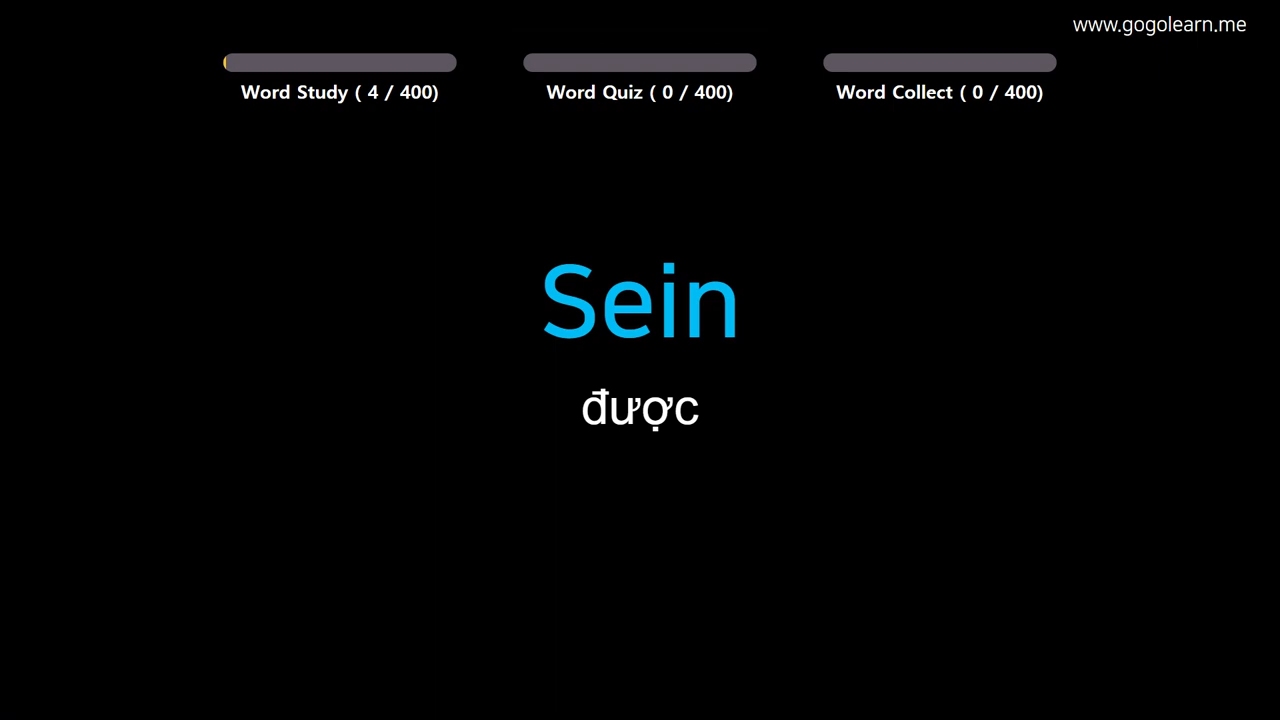 www.gogolearn.me
Word Study ( 4 / 400)
Word Quiz ( 0 / 400)
Word Collect ( 0 / 400)
Sein
được